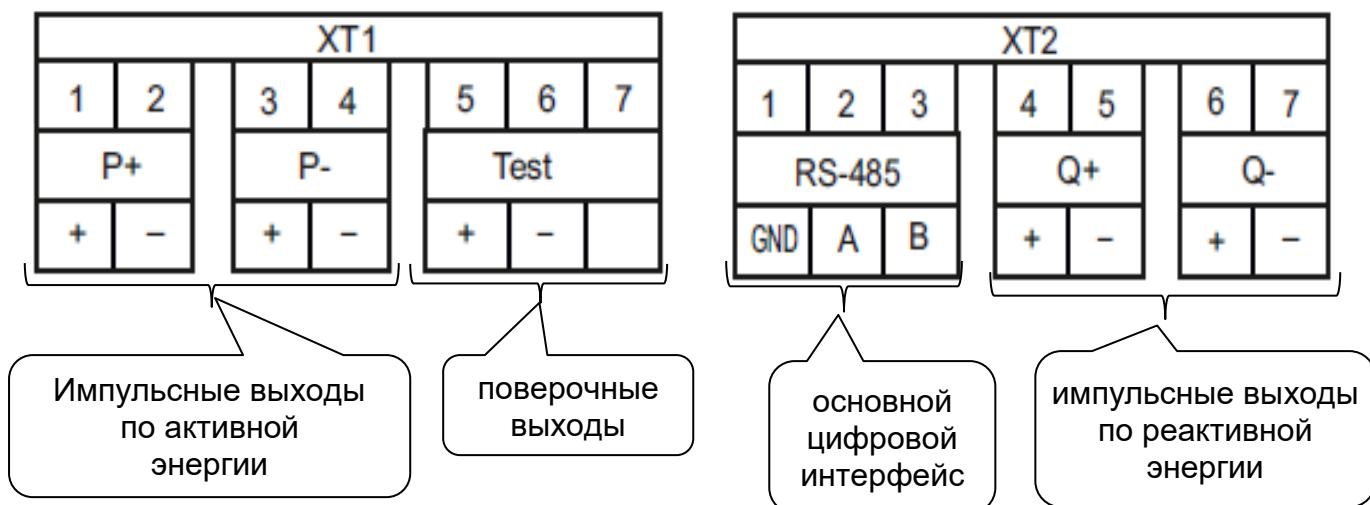 XT1
1 2 3 4 5 6 7
P+ P- Test
+ – + – + –
Импульсные выходы
по активной
энергии
поверочные
выходы
XT2
1 2 3 4 5 6 7
RS-485 Q+ Q-
GND A B + – + –
основной
цифровой
интерфейс
импульсные выходы
по реактивной
энергии